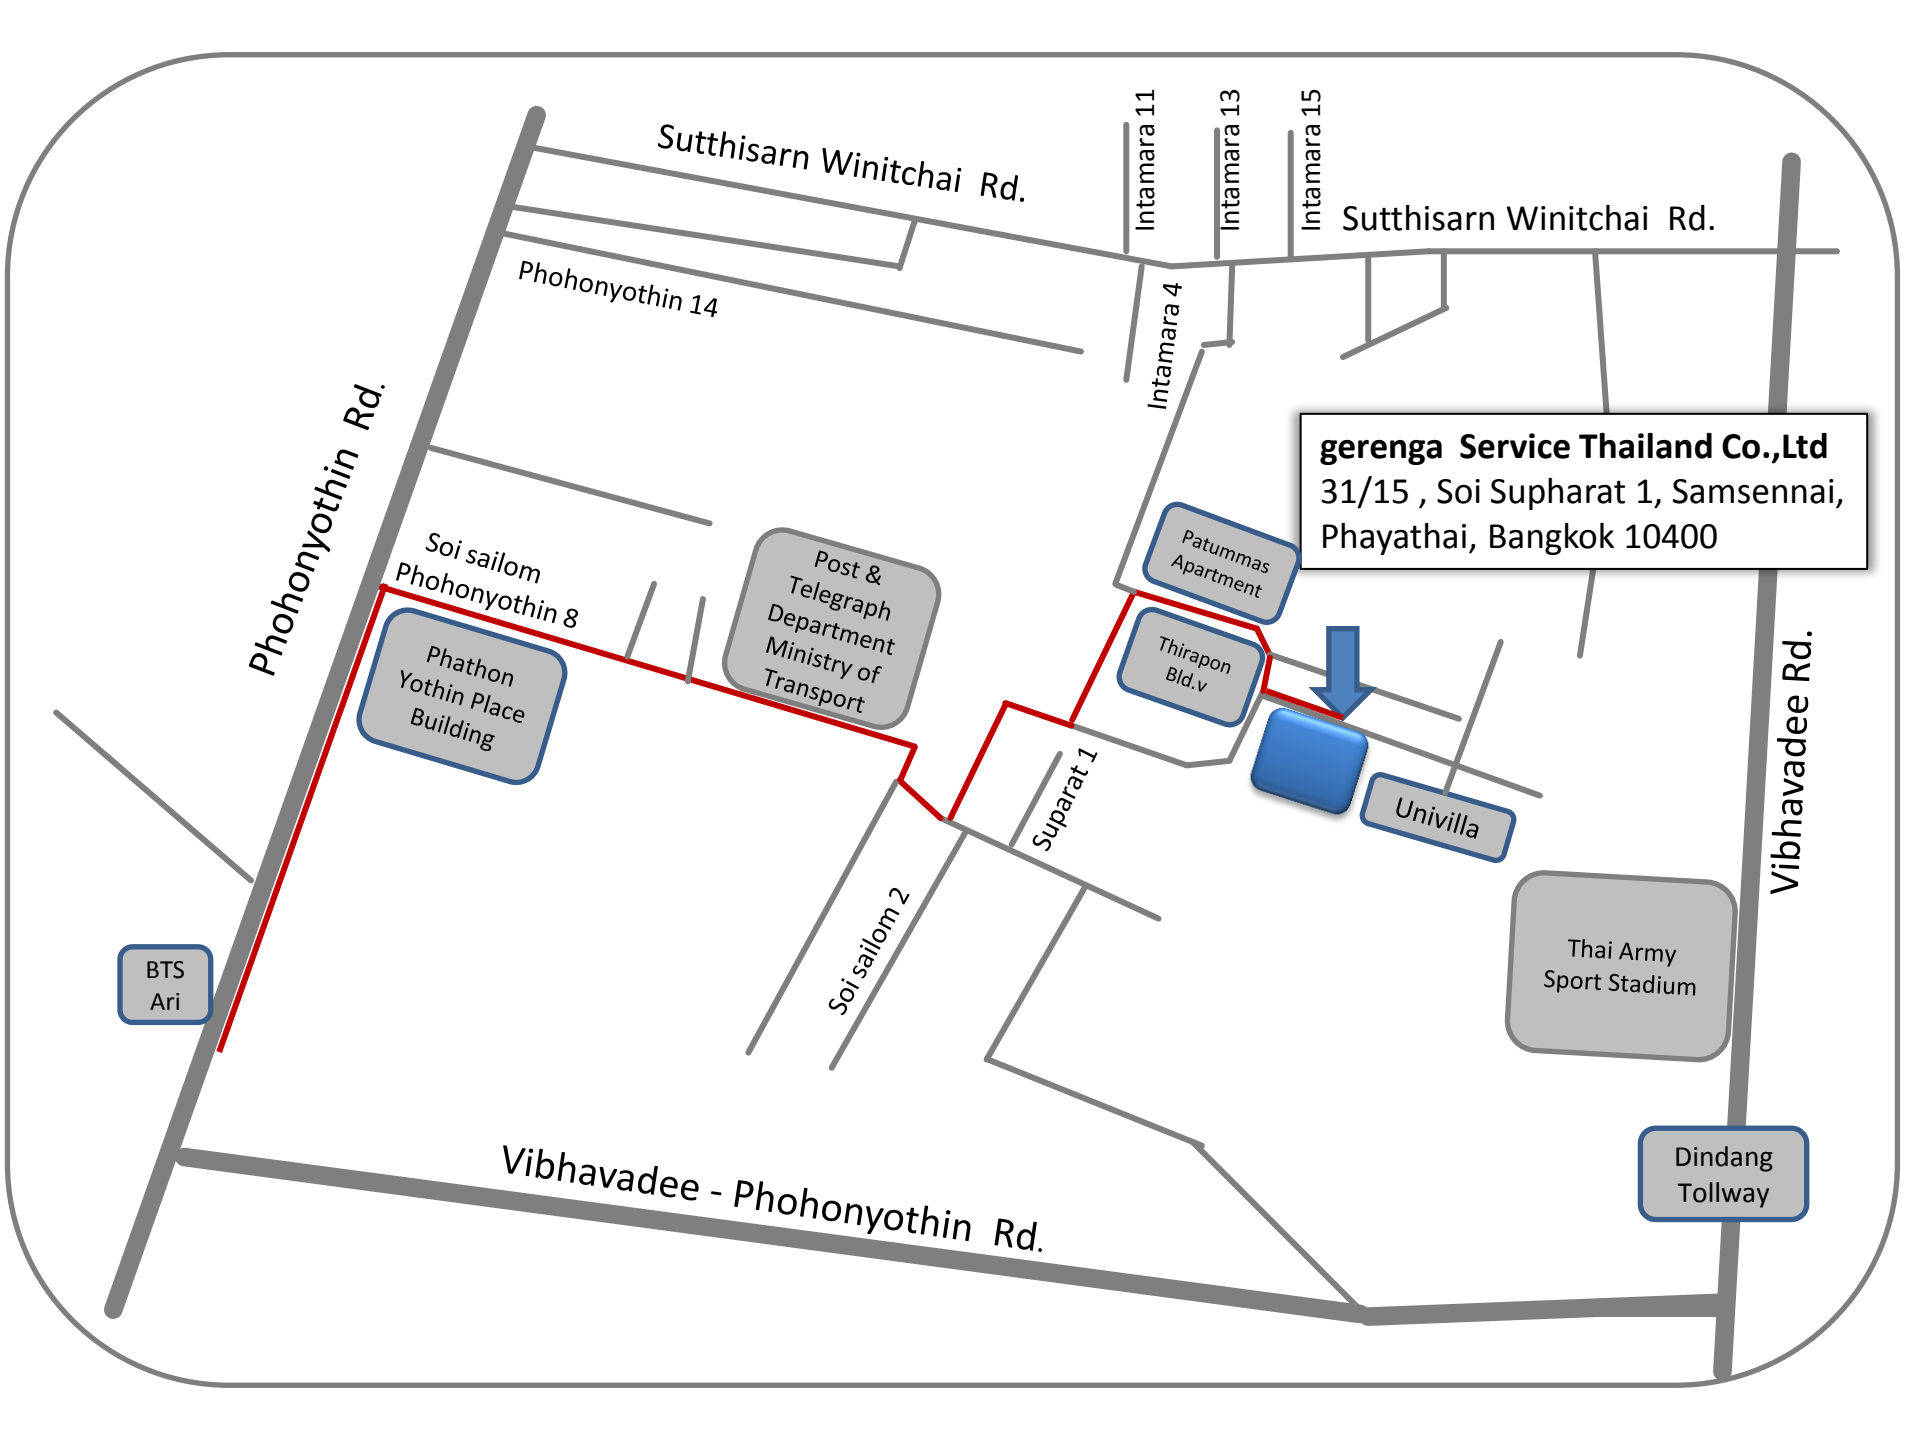 Intamara 11
Intamara 13
Intamara 15
Sutthisarn Winitchai Rd.
Sutthisarn Winitchai Rd.
Phohonyothin 14
Intamara 4
Phohonyothin Rd.
gerenga Service Thailand Co.,Ltd
31/15 , Soi Supharat 1, Samsennai,
Phayathai, Bangkok 10400
Soi sailom
Phohonyothin 8
Post &
Telegraph
Department
Ministry of
Transport
Patummas
Apartment
Phathon
Yothin Place
Building
Thirapon
Bld.v
Vibhavadee Rd.
Suparat 1
Univilla
Soi sailom 2
BTS
Ari
Thai Army
Sport Stadium
Dindang
Tollway
Vibhavadee - Phohonyothin Rd.